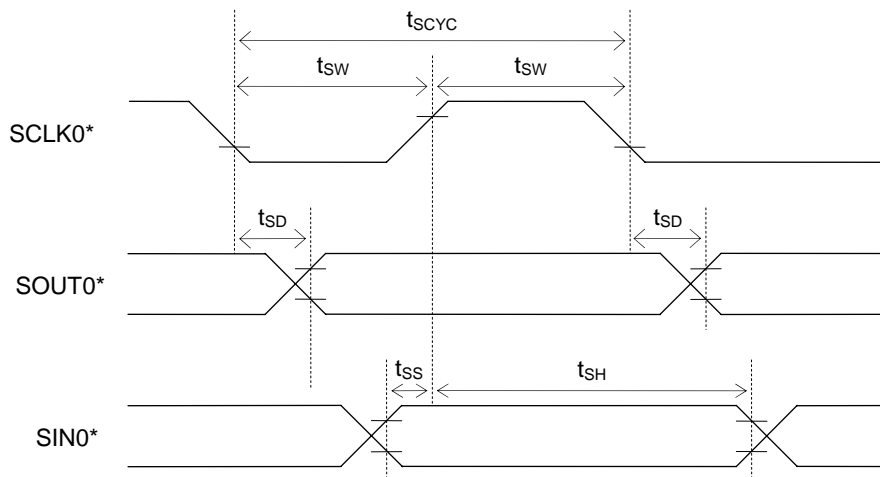 tSCYC
tSW tSW
SCLK0*
tSD tSD
SOUT0*
tSS tSH
SIN0*